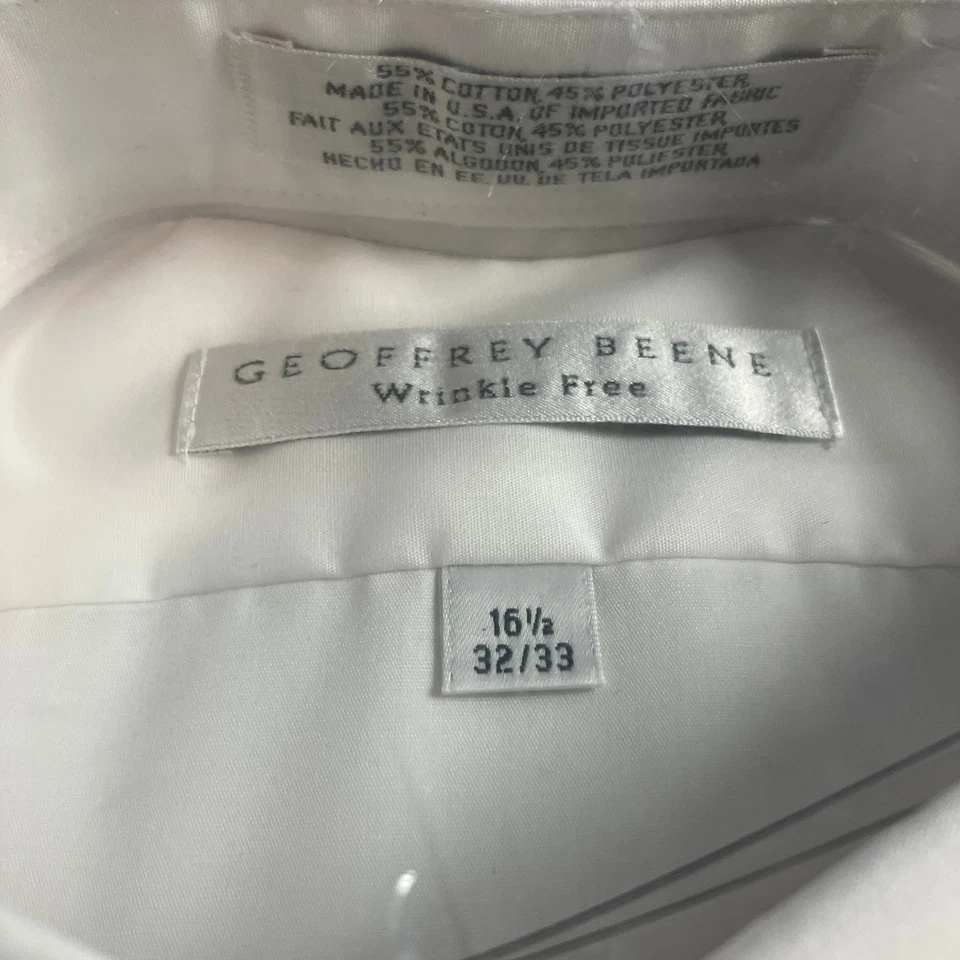 55% COTTON, 45% POLYESTER
MADE IN U.S.A. OF IMPORTED FABRIC
55% COTON, 45% POLYESTER
FAIT AUX ETATS UNIS DE TISSUE IMPORTES
55% ALGODON, 45% POLIESTER
HECHO EN EE. UU. DE TELA IMPORTADA
GEOFFREY BEENE
Wrinkle Free
16 1/2
32/33